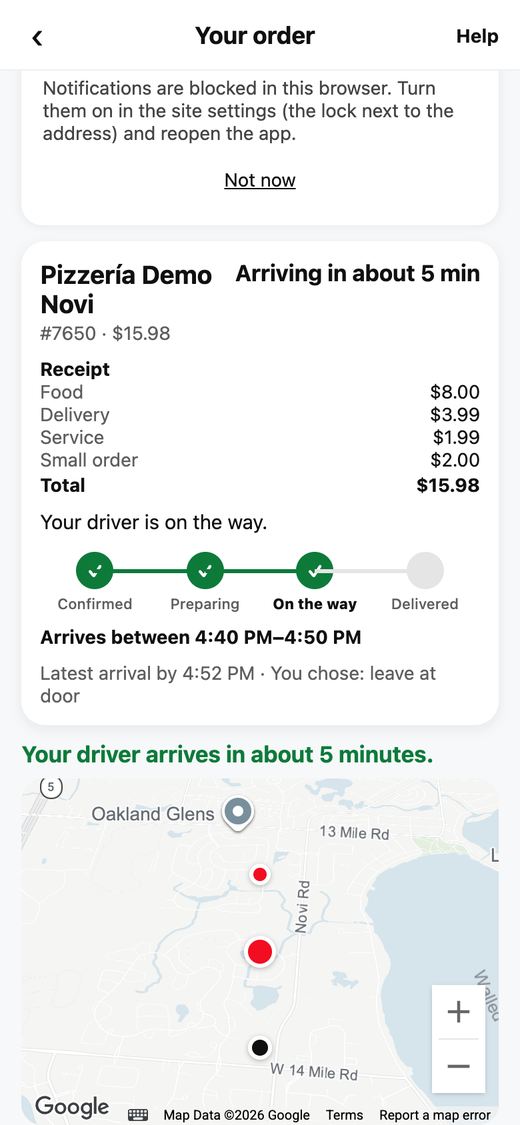 Your order
Help
Notifications are blocked in this browser. Turn
them on in the site settings (the lock next to the
address) and reopen the app.
Not now
Pizzería Demo
Novi
Arriving in about 5 min
#7650 · $15.98
Receipt
Food $8.00
Delivery $3.99
Service $1.99
Small order $2.00
Total $15.98
Your driver is on the way.
Confirmed Preparing On the way Delivered
Arrives between 4:40 PM–4:50 PM
Latest arrival by 4:52 PM · You chose: leave at
door
Your driver arrives in about 5 minutes.
5
Oakland Glens
13 Mile Rd
L
Novi Rd
Walled
W 14 Mile Rd
Google
Map Data ©2026 Google Terms Report a map error